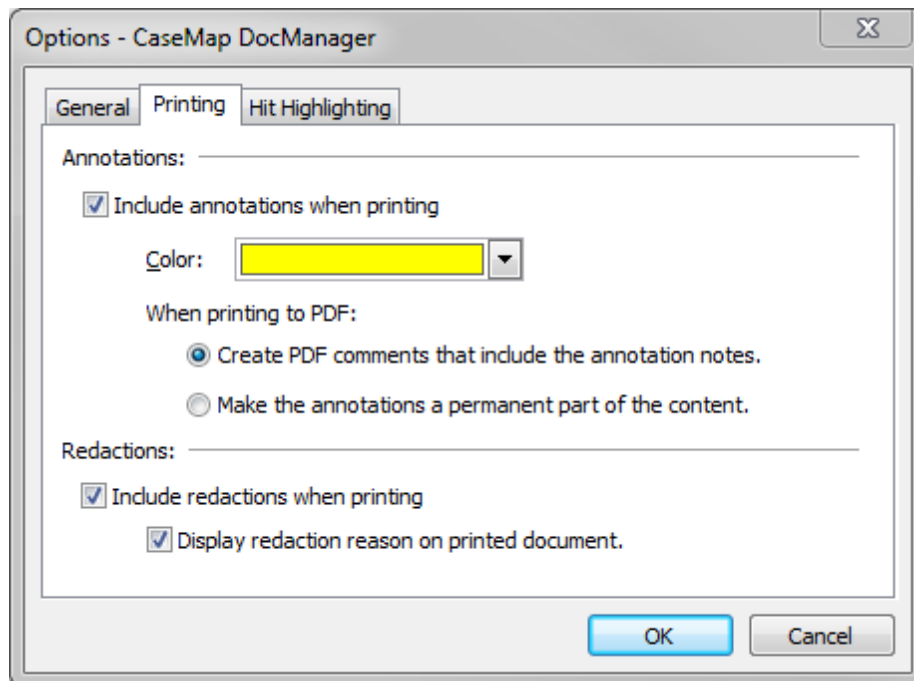 Options - CaseMap DocManager
General Printing Hit Highlighting
Annotations:
Include annotations when printing
Color:
When printing to PDF:
Create PDF comments that include the annotation notes.
Make the annotations a permanent part of the content.
Redactions:
Include redactions when printing
Display redaction reason on printed document.
OK Cancel